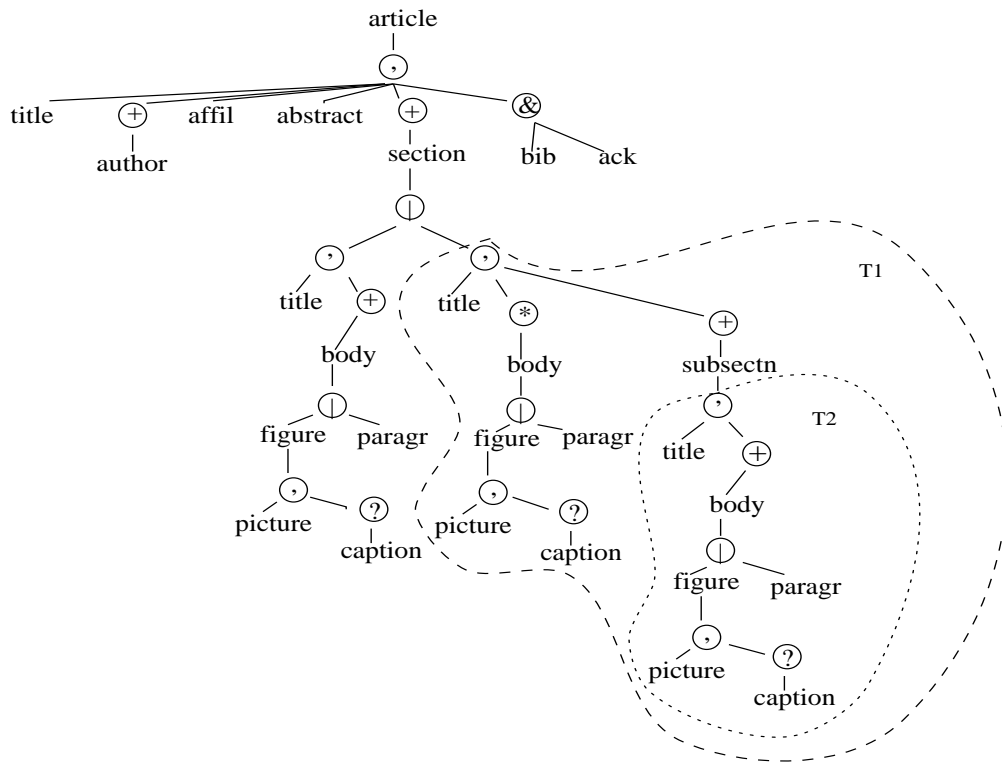 article
,
title + affil abstract + &
author section bib ack
|
, , T1
title + title * +
body body subsectn
| | , T2
figure paragr figure paragr title +
, ? , ? body
picture caption picture caption |
figure paragr
, ?
picture caption